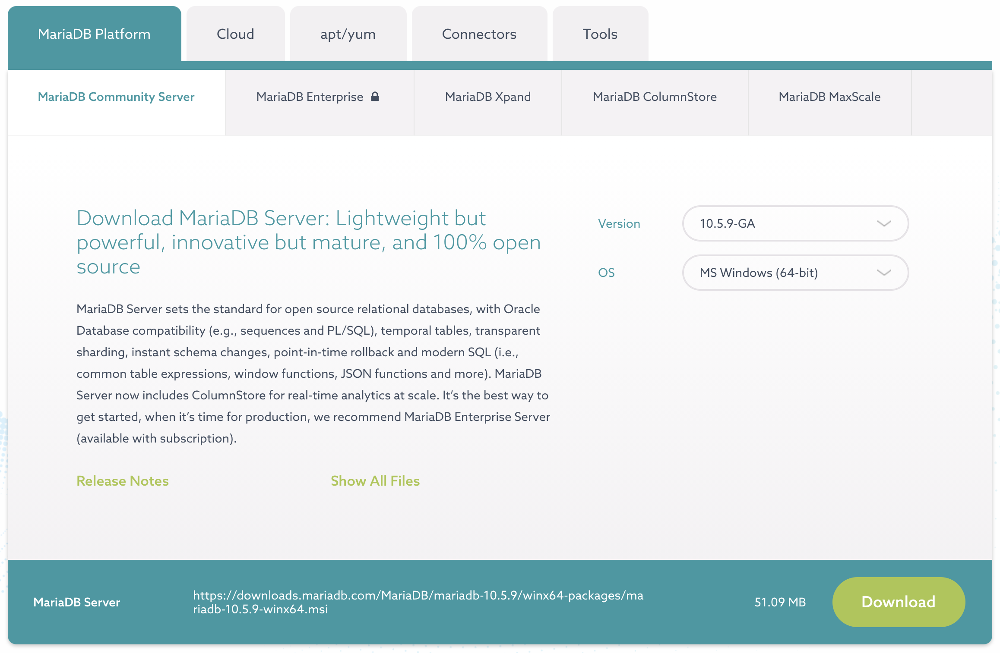 MariaDB Platform
Cloud
apt/yum
Connectors
Tools
MariaDB Community Server
MariaDB Enterprise
MariaDB Xpand
MariaDB ColumnStore
MariaDB MaxScale
Download MariaDB Server: Lightweight but
powerful, innovative but mature, and 100% open
source
MariaDB Server sets the standard for open source relational databases, with Oracle
Database compatibility (e.g., sequences and PL/SQL), temporal tables, transparent
sharding, instant schema changes, point-in-time rollback and modern SQL (i.e.,
common table expressions, window functions, JSON functions and more). MariaDB
Server now includes ColumnStore for real-time analytics at scale. It’s the best way to
get started, when it’s time for production, we recommend MariaDB Enterprise Server
(available with subscription).
Release Notes
Show All Files
Version
10.5.9-GA
OS
MS Windows (64-bit)
MariaDB Server
https://downloads.mariadb.com/MariaDB/mariadb-10.5.9/winx64-packages/ma
riadb-10.5.9-winx64.msi
51.09 MB
Download